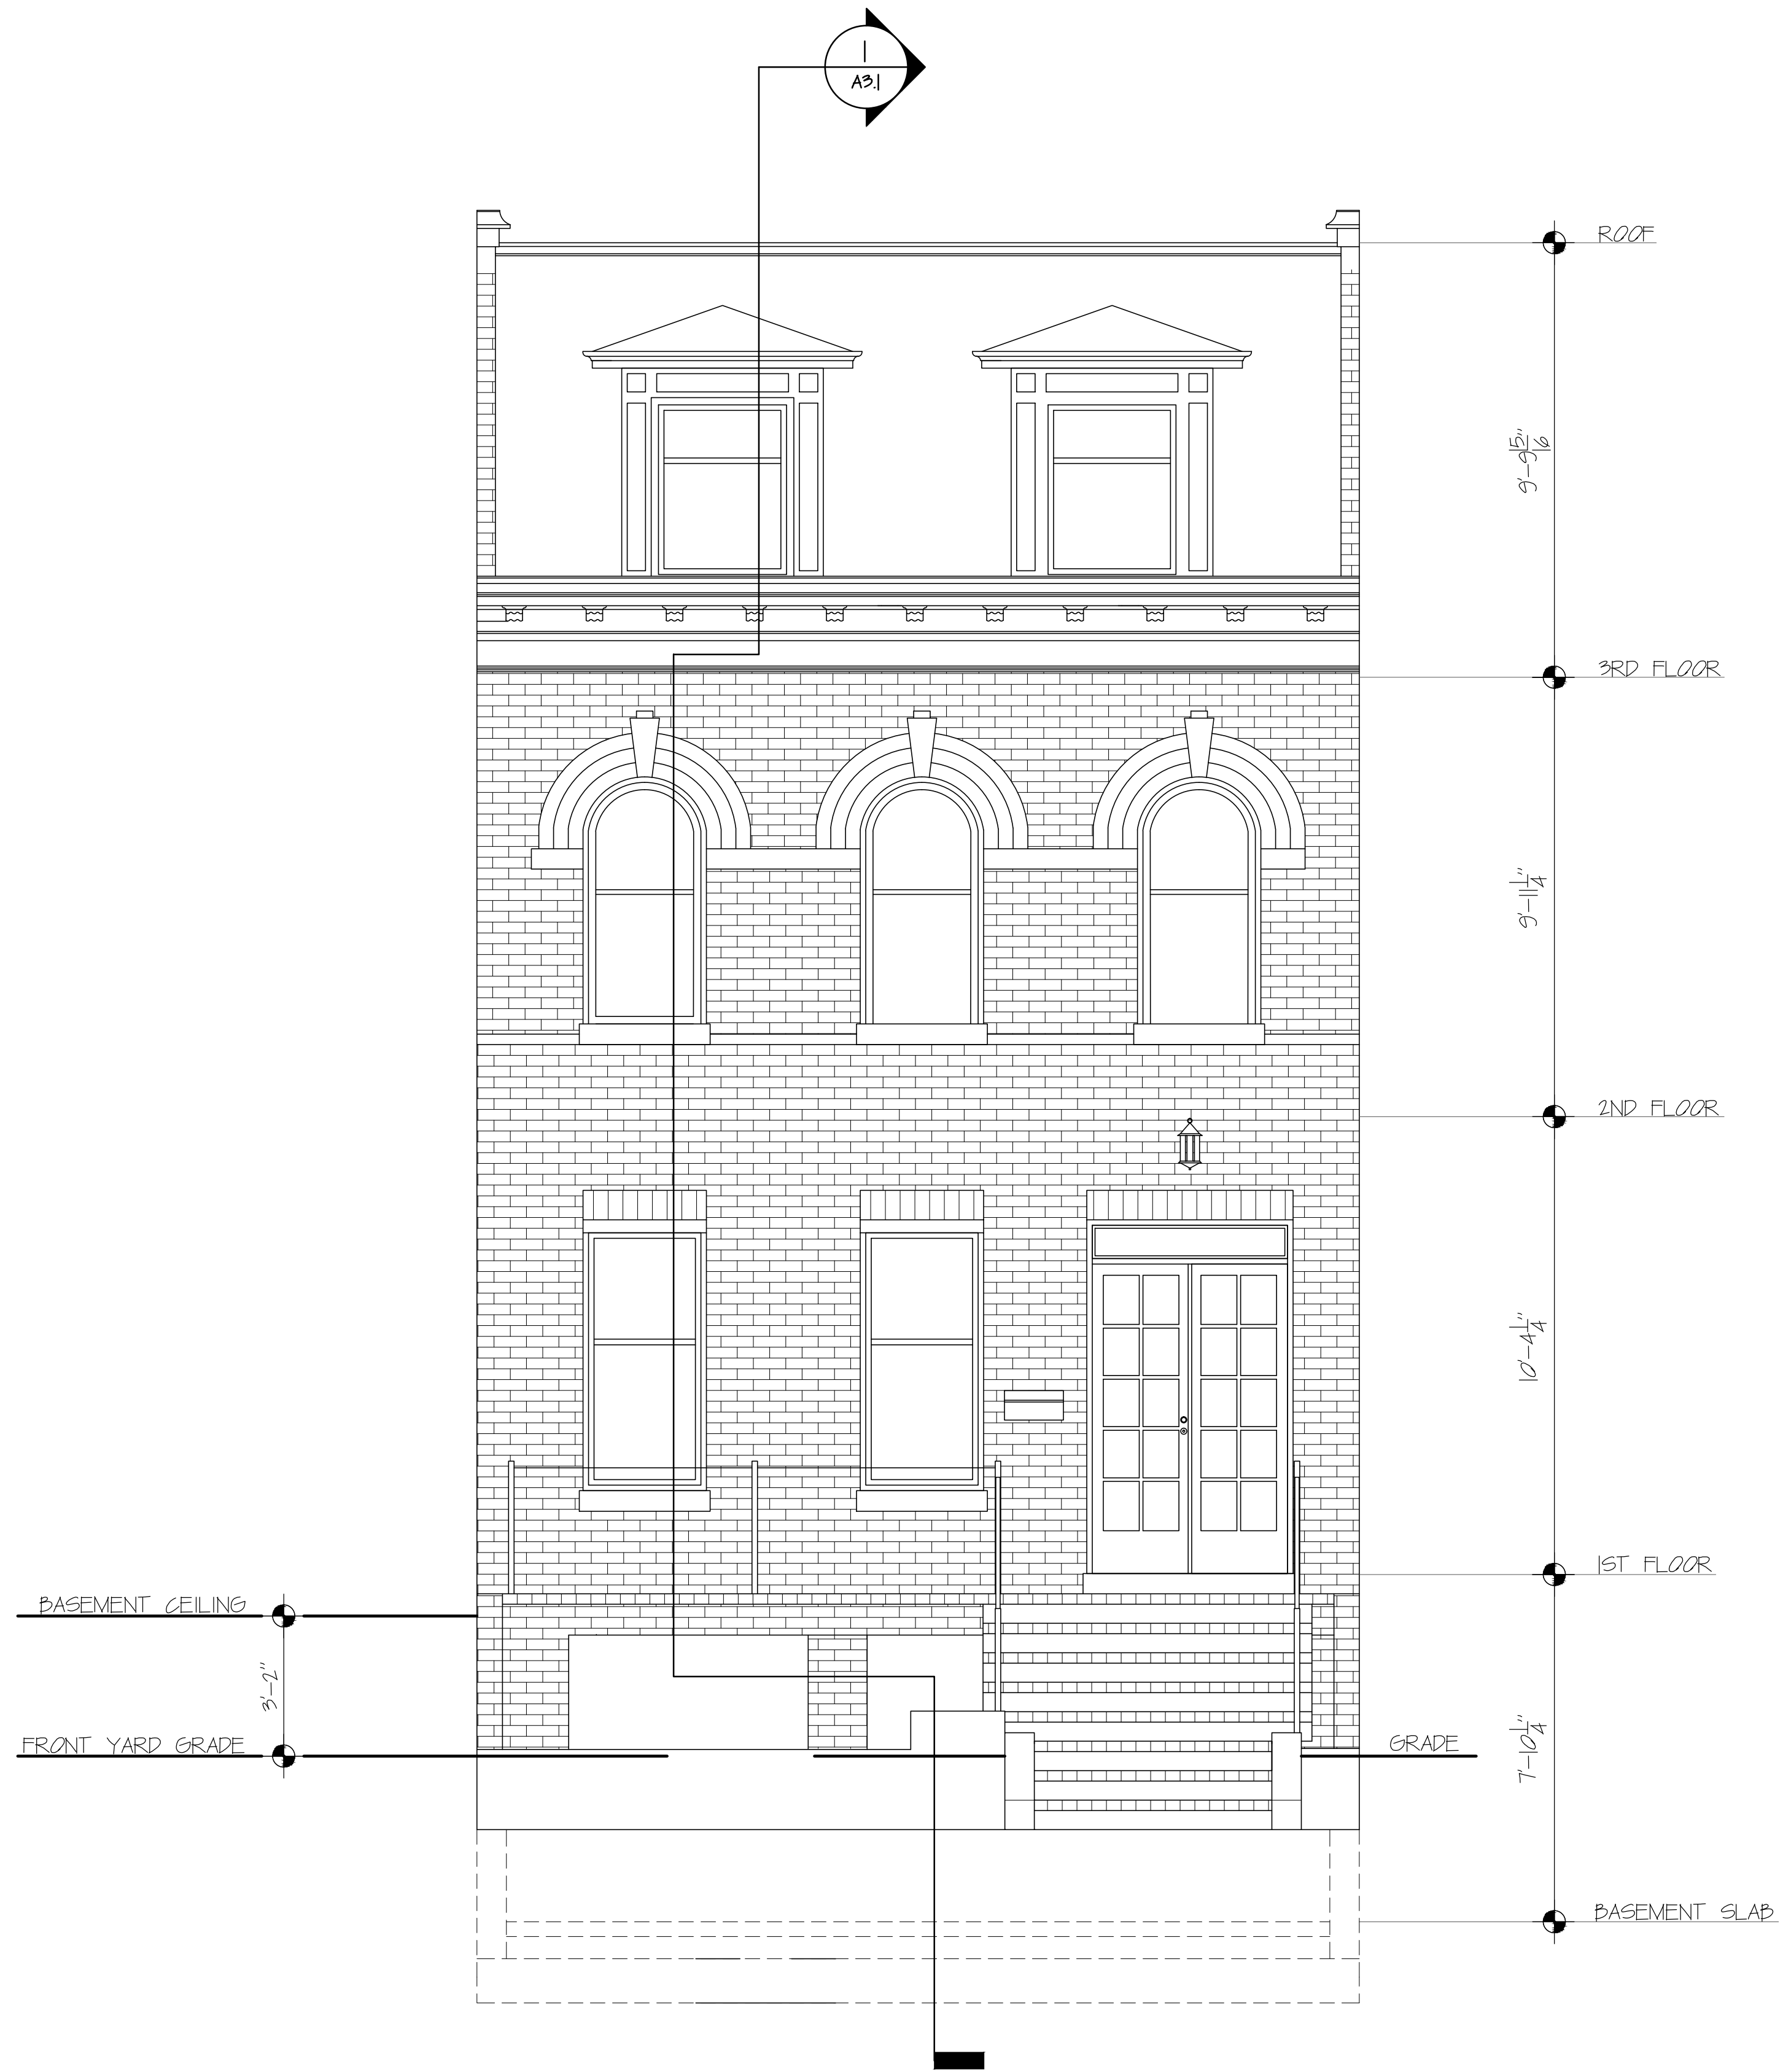 1
A3.1
ROOF
9'-9 15/16"
3RD FLOOR
9'-11 1/4"
2ND FLOOR
10'-4 1/4"
1ST FLOOR
BASEMENT CEILING
3'-2"
FRONT YARD GRADE
GRADE
7'-10 1/4"
BASEMENT SLAB